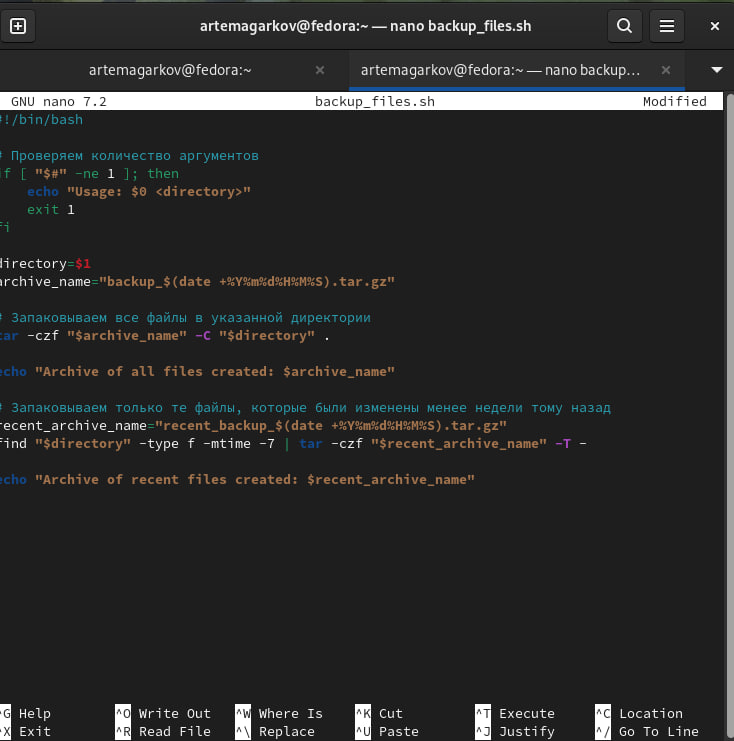 artemagarkov@fedora:~ — nano backup_files.sh
artemagarkov@fedora:~ × artemagarkov@fedora:~ — nano backup… ×
GNU nano 7.2 backup_files.sh Modified
#!/bin/bash
# Проверяем количество аргументов
if [ "$#" -ne 1 ]; then
echo "Usage: $0 <directory>"
exit 1
fi
directory=$1
archive_name="backup_$(date +%Y%m%d%H%M%S).tar.gz"
# Запаковываем все файлы в указанной директории
tar -czf "$archive_name" -C "$directory" .
echo "Archive of all files created: $archive_name"
# Запаковываем только те файлы, которые были изменены менее недели тому назад
recent_archive_name="recent_backup_$(date +%Y%m%d%H%M%S).tar.gz"
find "$directory" -type f -mtime -7 | tar -czf "$recent_archive_name" -T -
echo "Archive of recent files created: $recent_archive_name"
^G Help ^O Write Out ^W Where Is ^K Cut ^T Execute ^C Location
^X Exit ^R Read File ^\ Replace ^U Paste ^J Justify ^/ Go To Line